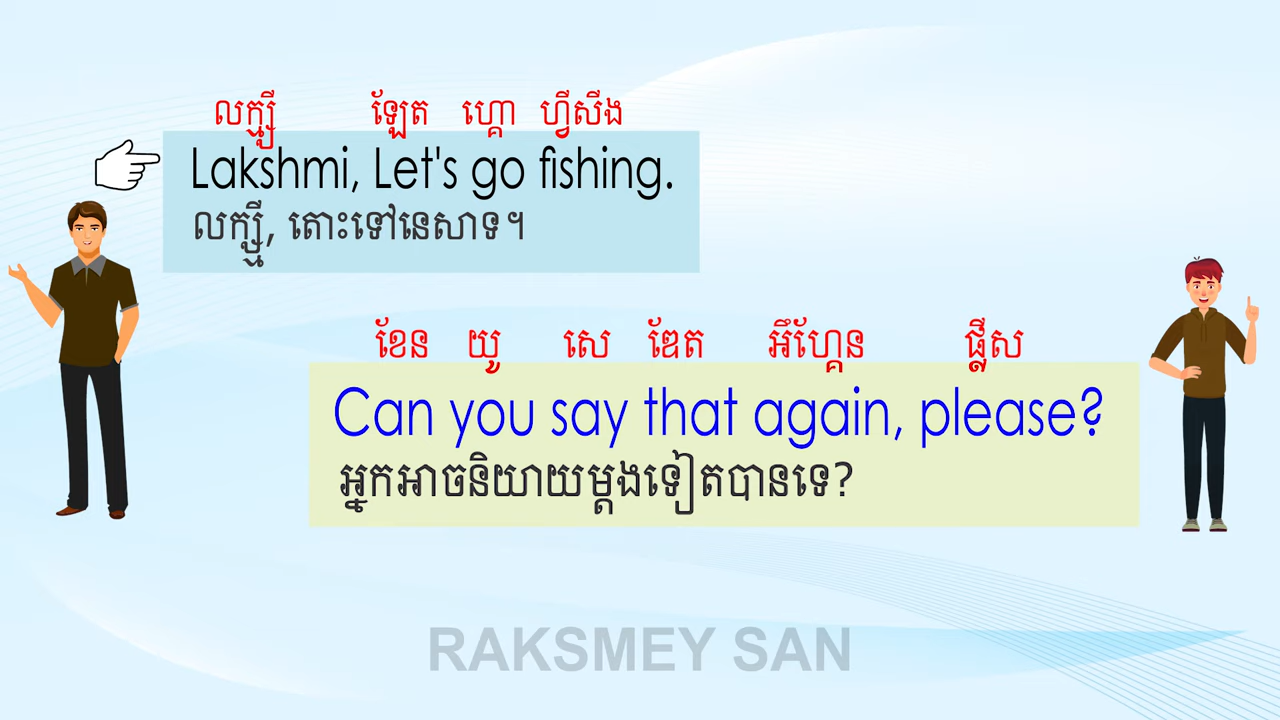 លក្ស្មី ឡែត ហ្គោ ហ្វីសីង
Lakshmi, Let's go fishing.
លក្ស្មី, តោះទៅនេសាទ។
ខែន យូ សេ ឌែត អឹហ្គែន ផ្លីស
Can you say that again, please?
អ្នកអាចនិយាយម្តងទៀតបានទេ?
RAKSMEY SAN